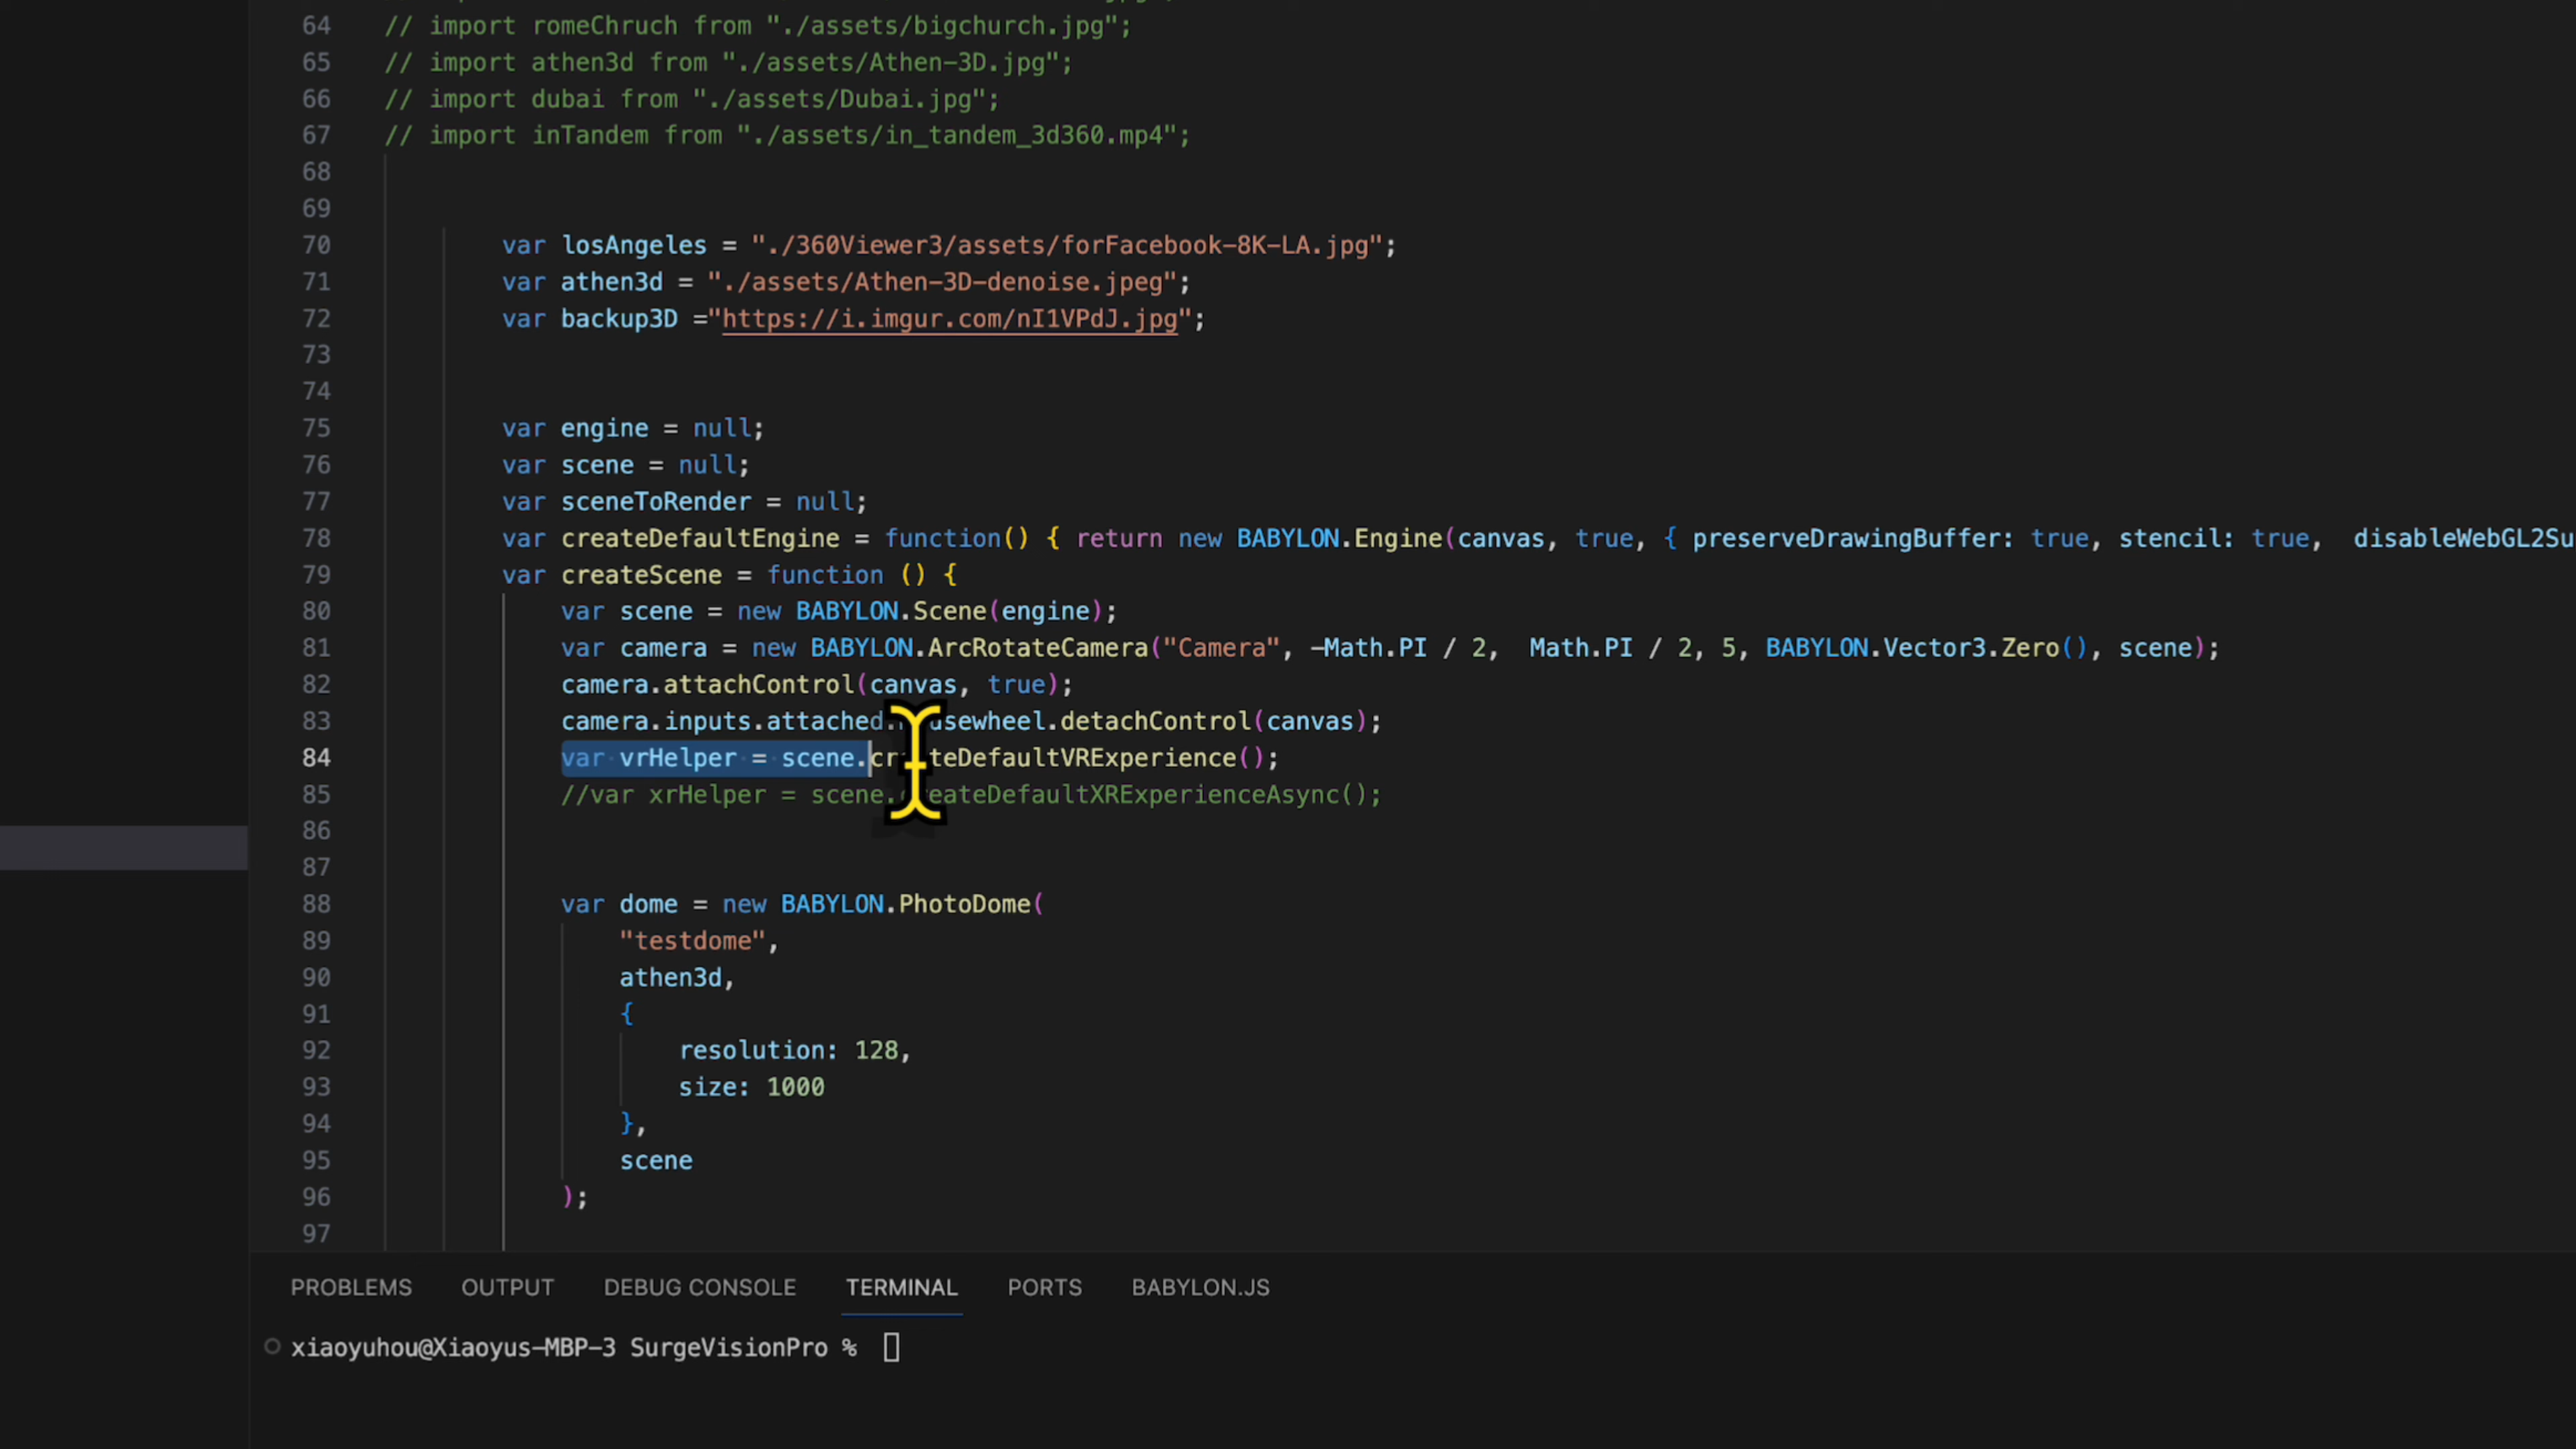 64 // import romeChruch from "./assets/bigchurch.jpg";
65 // import athen3d from "./assets/Athen-3D.jpg";
66 // import dubai from "./assets/Dubai.jpg";
67 // import inTandem from "./assets/in_tandem_3d360.mp4";
68
69
70 var losAngeles = "./360Viewer3/assets/forFacebook-8K-LA.jpg";
71 var athen3d = "./assets/Athen-3D-denoise.jpeg";
72 var backup3D ="https://i.imgur.com/nI1VPdJ.jpg";
73
74
75 var engine = null;
76 var scene = null;
77 var sceneToRender = null;
78 var createDefaultEngine = function() { return new BABYLON.Engine(canvas, true, { preserveDrawingBuffer: true, stencil: true,  disableWebGL2Su
79 var createScene = function () {
80 var scene = new BABYLON.Scene(engine);
81 var camera = new BABYLON.ArcRotateCamera("Camera", -Math.PI / 2,  Math.PI / 2, 5, BABYLON.Vector3.Zero(), scene);
82 camera.attachControl(canvas, true);
83 camera.inputs.attached.mousewheel.detachControl(canvas);
84 var vrHelper = scene.createDefaultVRExperience();
85 //var xrHelper = scene.createDefaultXRExperienceAsync();
86
87
88 var dome = new BABYLON.PhotoDome(
89 "testdome",
90 athen3d,
91 {
92 resolution: 128,
93 size: 1000
94 },
95 scene
96 );
97
PROBLEMS OUTPUT DEBUG CONSOLE TERMINAL PORTS BABYLON.JS
xiaoyuhou@Xiaoyus-MBP-3 SurgeVisionPro %